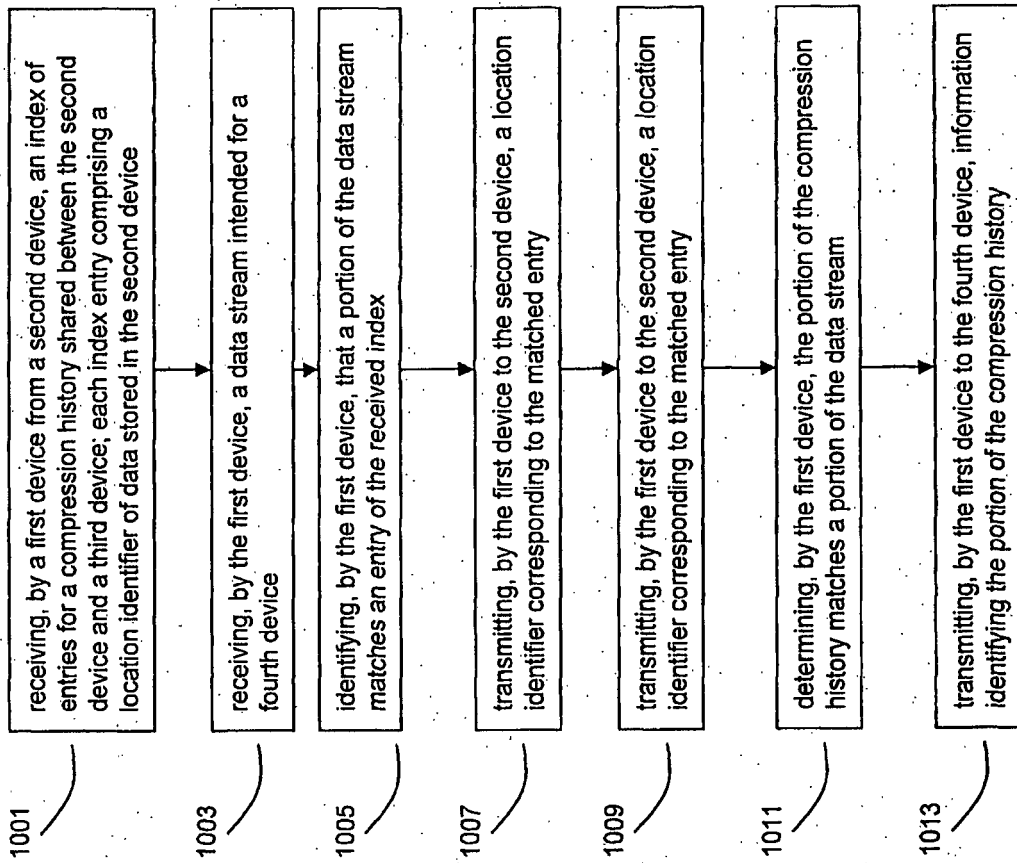 1001
receiving, by a first device from a second device, an index of
entries for a compression history shared between the second
device and a third device; each index entry comprising a
location identifier of data stored in the second device
1003
receiving, by the first device, a data stream intended for a
fourth device
1005
identifying, by the first device, that a portion of the data stream
matches an entry of the received index
1007
transmitting, by the first device to the second device, a location
identifier corresponding to the matched entry
1009
transmitting, by the first device to the second device, a location
identifier corresponding to the matched entry
1011
determining, by the first device, the portion of the compression
history matches a portion of the data stream
1013
transmitting, by the first device to the fourth device, information
identifying the portion of the compression history